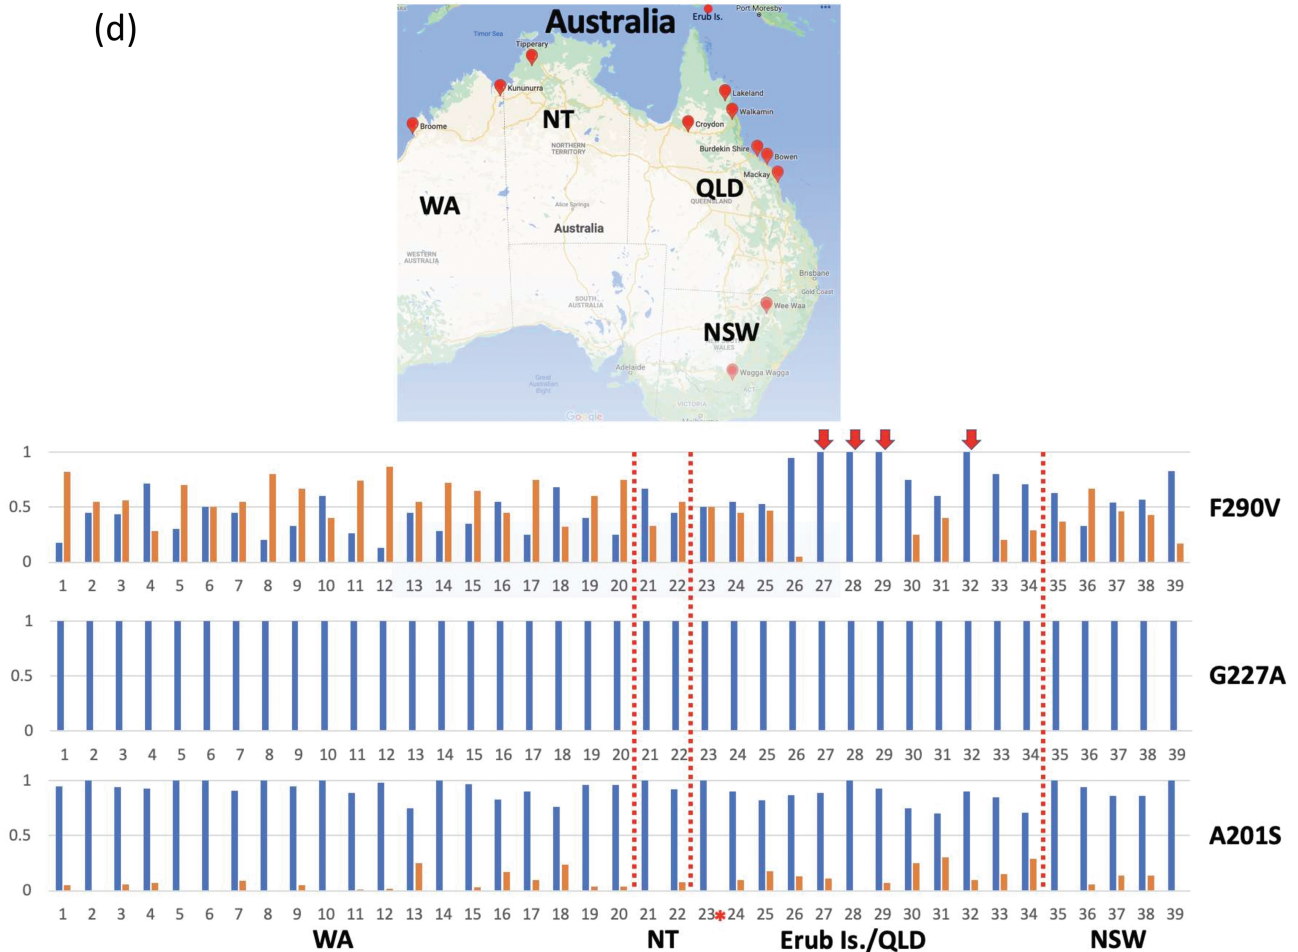 (d)
Australia
Port Moresby
Erub Is.
Timor Sea
Tipperary
Kununurra
Lakeland
Walkamin
NT
Broome
Croydon
NORTHERN
TERRITORY
Burdekin Shire
Bowen
Mackay
QLD
QUEENSLAND
WA
Alice Springs
Australia
WESTERN
AUSTRALIA
Brisbane
Gold Coast
SOUTH
AUSTRALIA
Wee Waa
NSW
WALES
Adelaide
Wagga Wagga
Great
Australian
Bight
ACT
VICTORIA
Google
Melbourne
1
0.5
0
F290V
1 2 3 4 5 6 7 8 9 10 11 12 13 14 15 16 17 18 19 20 21 22 23 24 25 26 27 28 29 30 31 32 33 34 35 36 37 38 39
1
0.5
0
G227A
1 2 3 4 5 6 7 8 9 10 11 12 13 14 15 16 17 18 19 20 21 22 23 24 25 26 27 28 29 30 31 32 33 34 35 36 37 38 39
1
0.5
0
A201S
1 2 3 4 5 6 7 8 9 10 11 12 13 14 15 16 17 18 19 20 21 22 23 * 24 25 26 27 28 29 30 31 32 33 34 35 36 37 38 39
WA NT Erub Is./QLD NSW